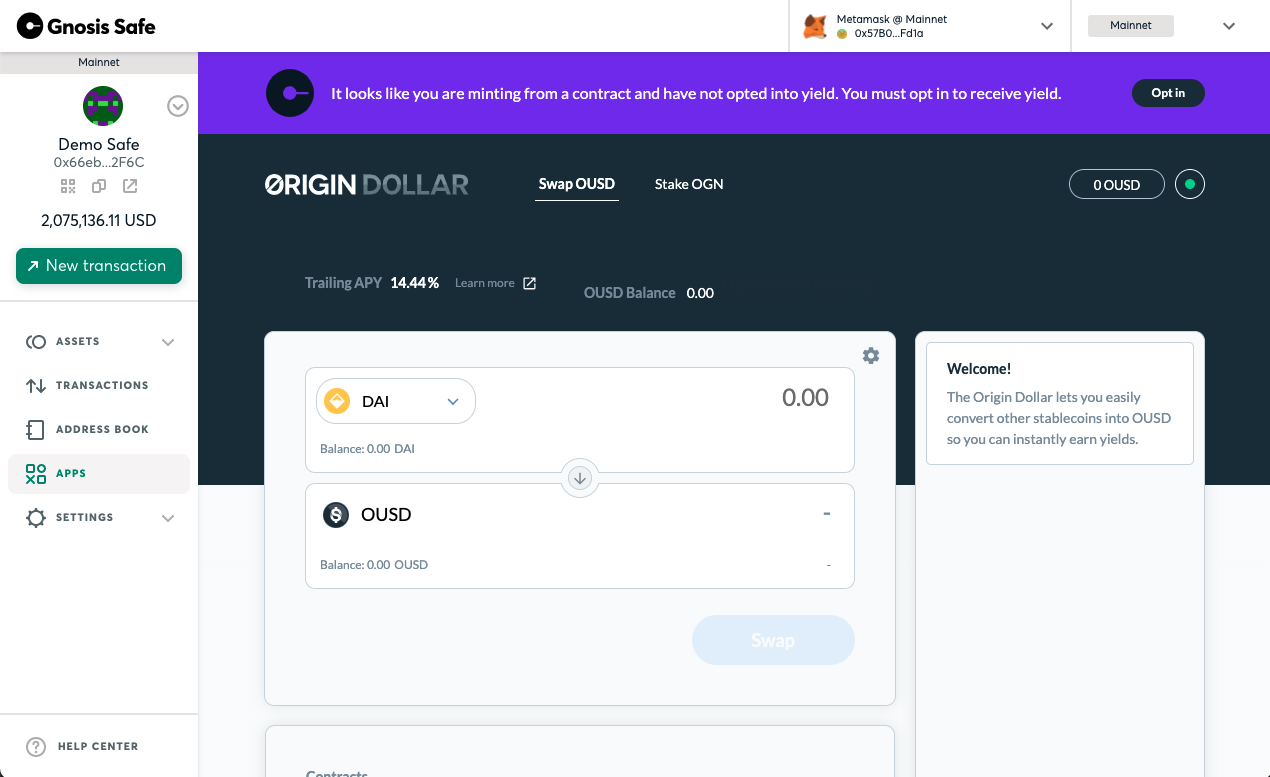 Gnosis Safe
Metamask @ Mainnet
0x57B0...Fd1a
Mainnet
Mainnet
Demo Safe
0x66eb...2F6C
2,075,136.11 USD
New transaction
ASSETS
TRANSACTIONS
ADDRESS BOOK
APPS
SETTINGS
HELP CENTER
It looks like you are minting from a contract and have not opted into yield. You must opt in to receive yield.
Opt in
ORIGIN DOLLAR
Swap OUSD
Stake OGN
0 OUSD
Trailing APY 14.44% Learn more
OUSD Balance 0.00
DAI
0.00
Balance: 0.00 DAI
OUSD
-
Balance: 0.00 OUSD
-
Swap
Contracts
Welcome!
The Origin Dollar lets you easily
convert other stablecoins into OUSD
so you can instantly earn yields.